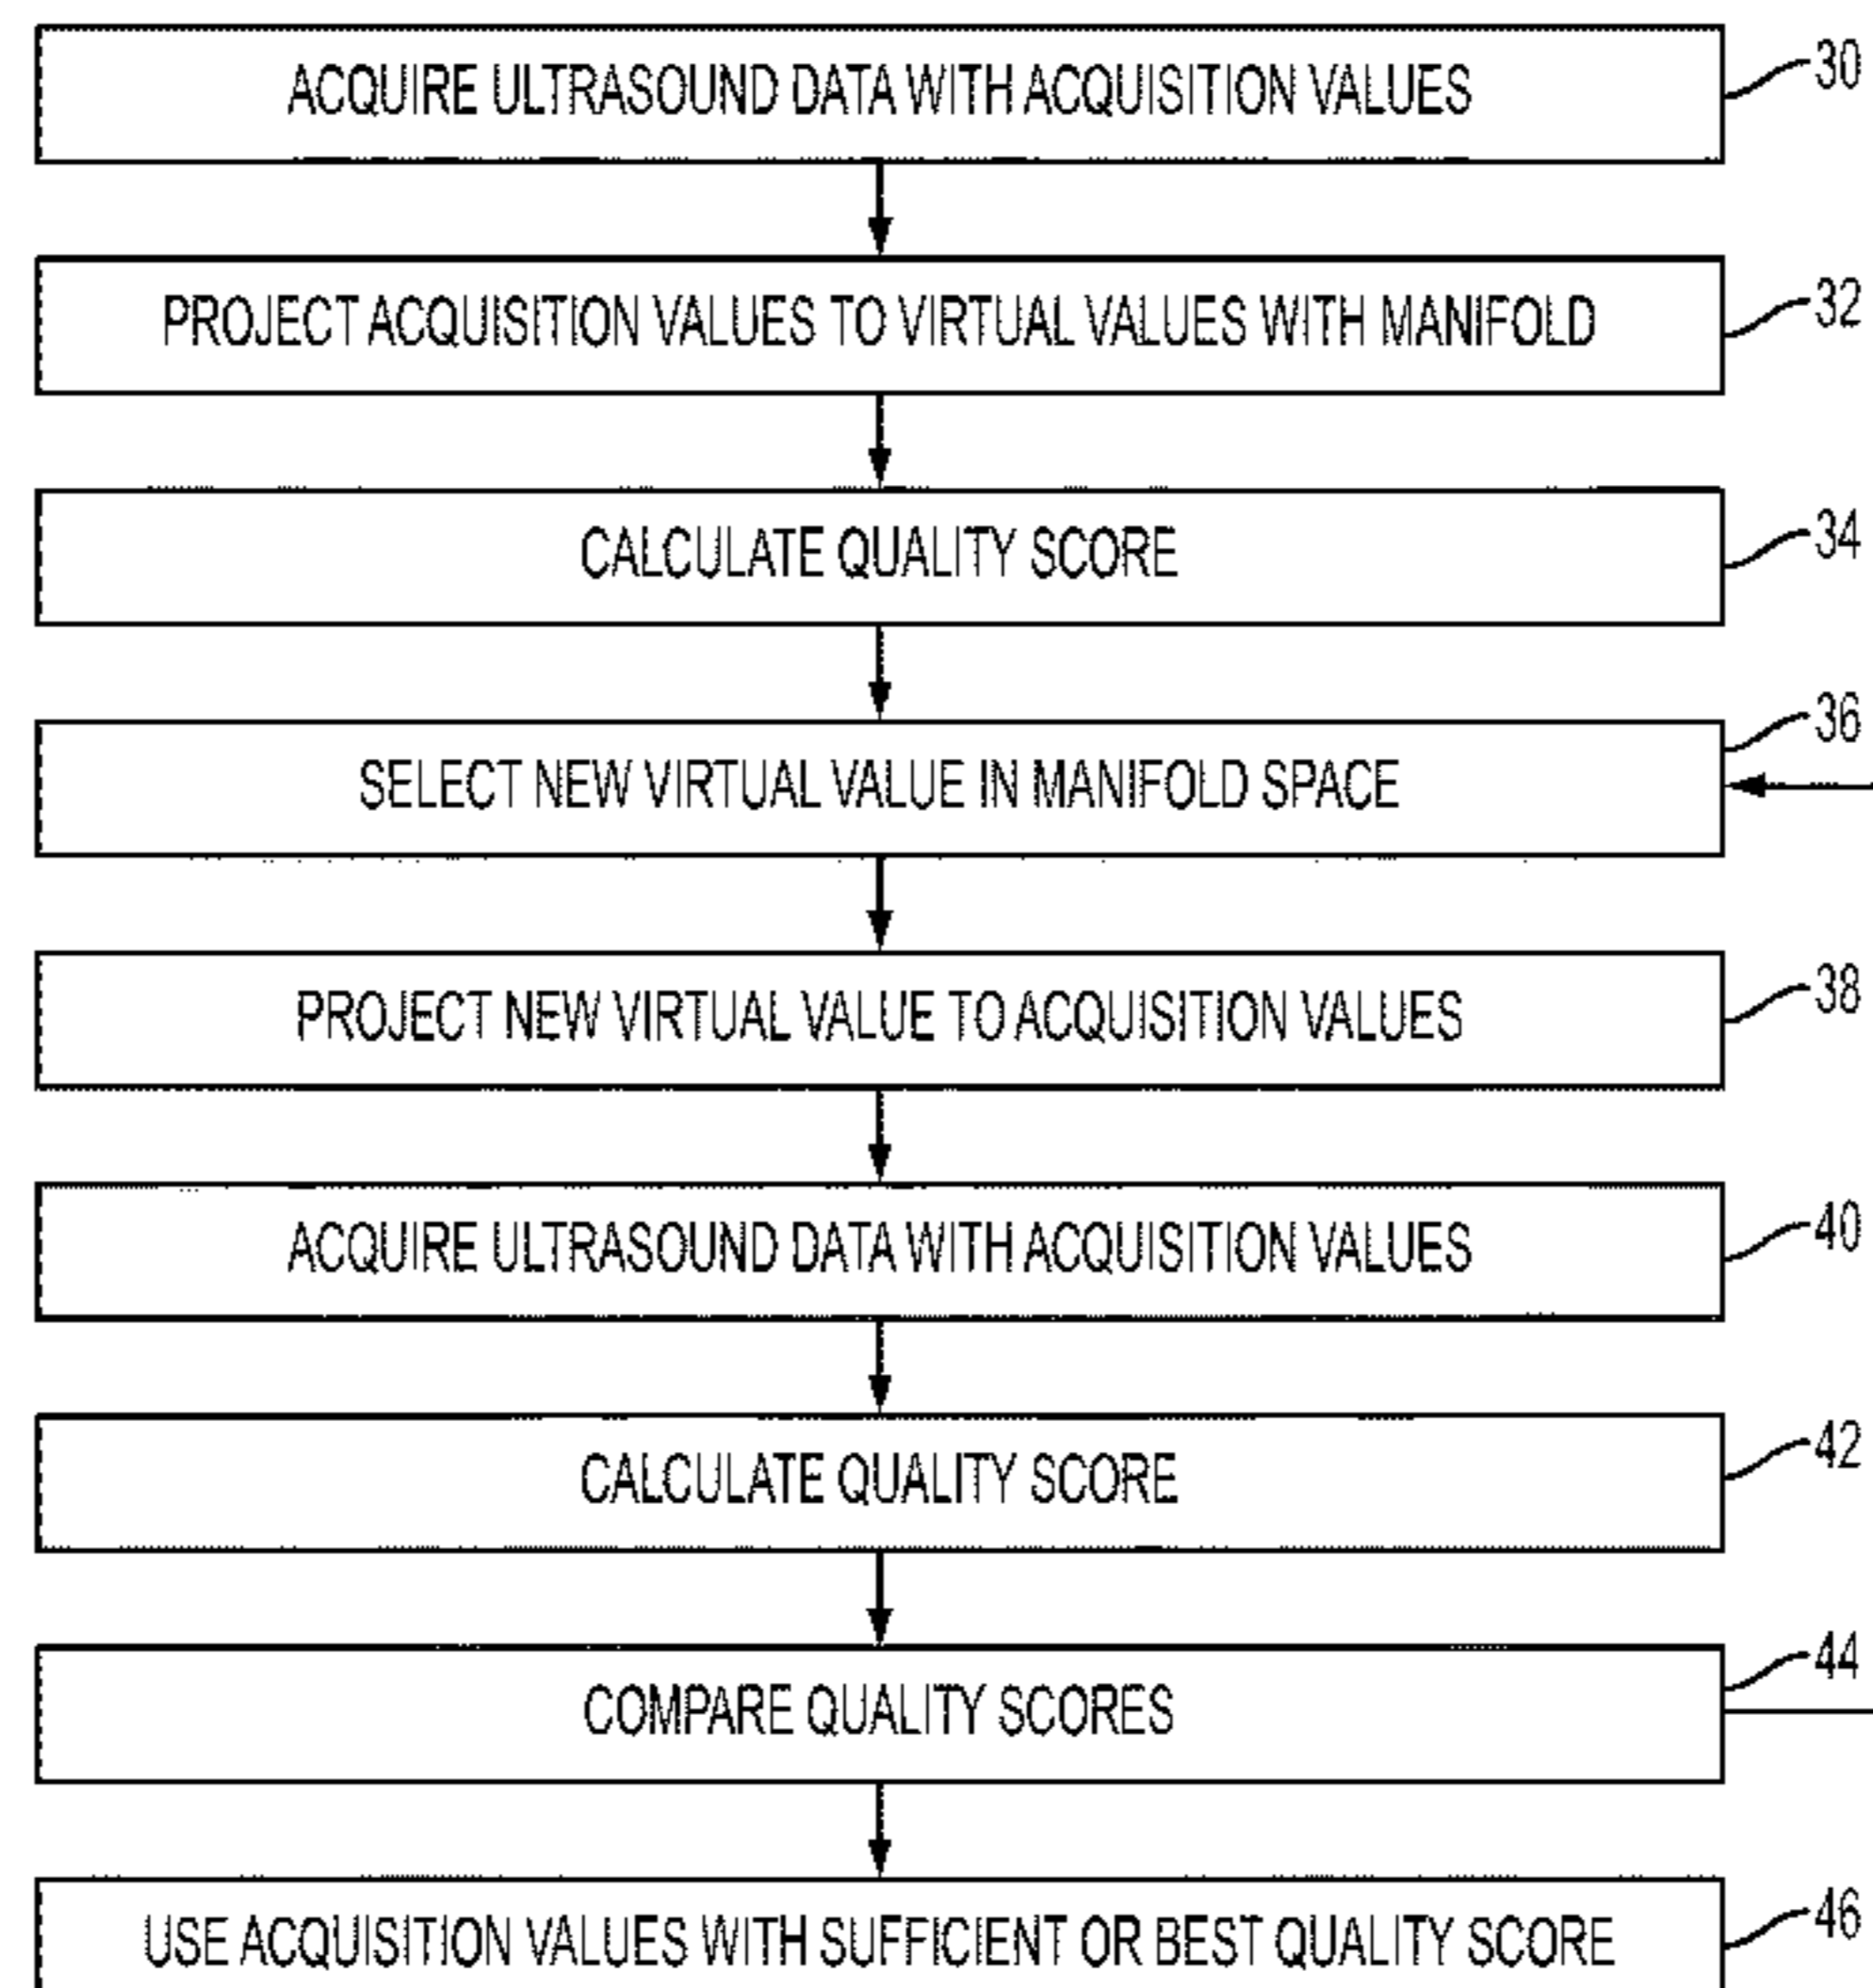 ACQUIRE ULTRASOUND DATA WITH ACQUISITION VALUES
30
PROJECT ACQUISITION VALUES TO VIRTUAL VALUES WITH MANIFOLD
32
CALCULATE QUALITY SCORE
34
SELECT NEW VIRTUAL VALUE IN MANIFOLD SPACE
36
PROJECT NEW VIRTUAL VALUE TO ACQUISITION VALUES
38
ACQUIRE ULTRASOUND DATA WITH ACQUISITION VALUES
40
CALCULATE QUALITY SCORE
42
COMPARE QUALITY SCORES
44
USE ACQUISITION VALUES WITH SUFFICIENT OR BEST QUALITY SCORE
46